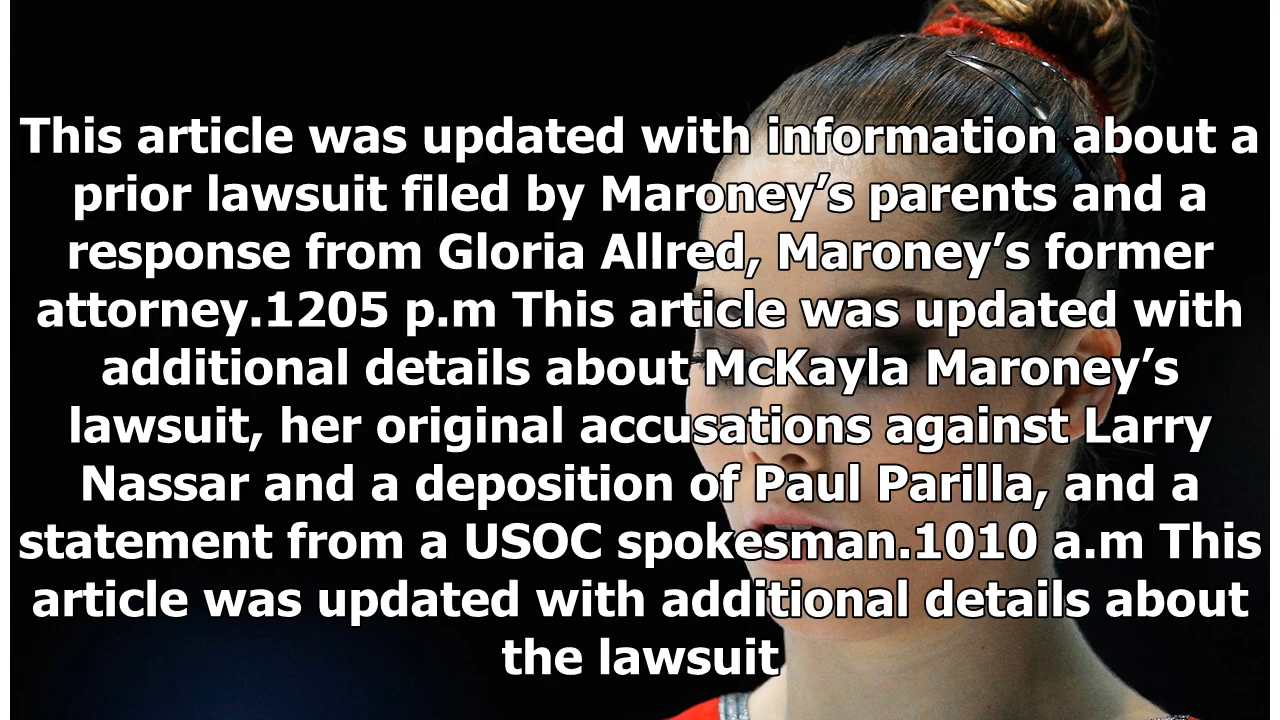 This article was updated with information about a
prior lawsuit filed by Maroney’s parents and a
response from Gloria Allred, Maroney’s former
attorney.1205 p.m This article was updated with
additional details about McKayla Maroney’s
lawsuit, her original accusations against Larry
Nassar and a deposition of Paul Parilla, and a
statement from a USOC spokesman.1010 a.m This
article was updated with additional details about
the lawsuit